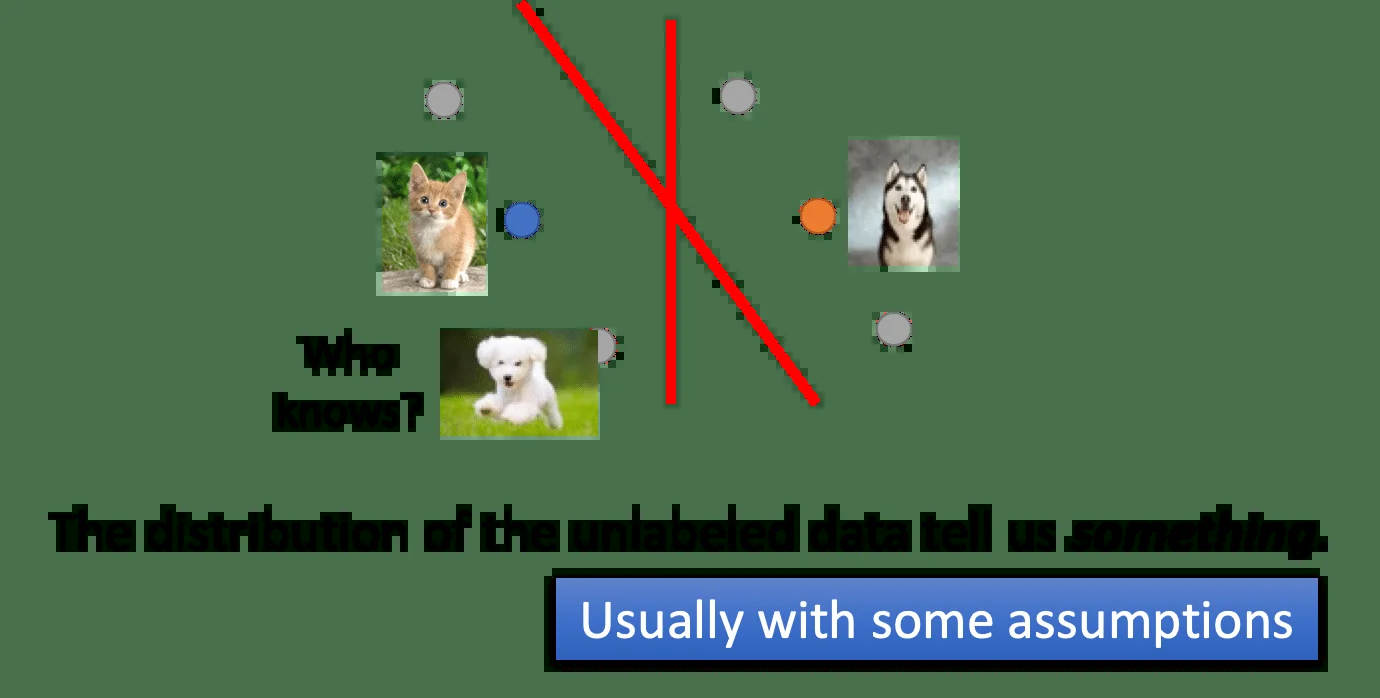 Who
knows?
The distribution of the unlabeled data tell us something.
Usually with some assumptions